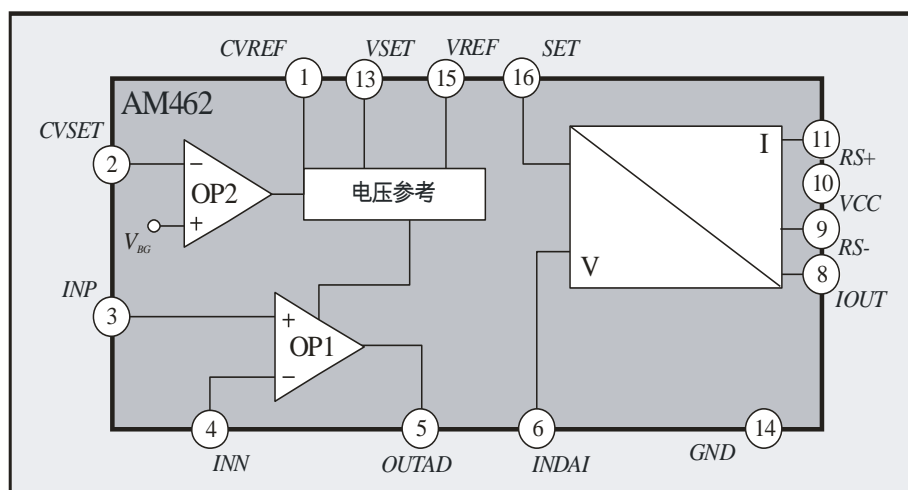 CVREF VSET VREF SET
1 13 15 16
AM462
CVSET
2
−
OP2
+
V_BG
电压参考
I
11
RS+
10
VCC
9
RS-
V
8
IOUT
INP
3
+
OP1
−
4 5 6 14
INN OUTAD INDAI GND